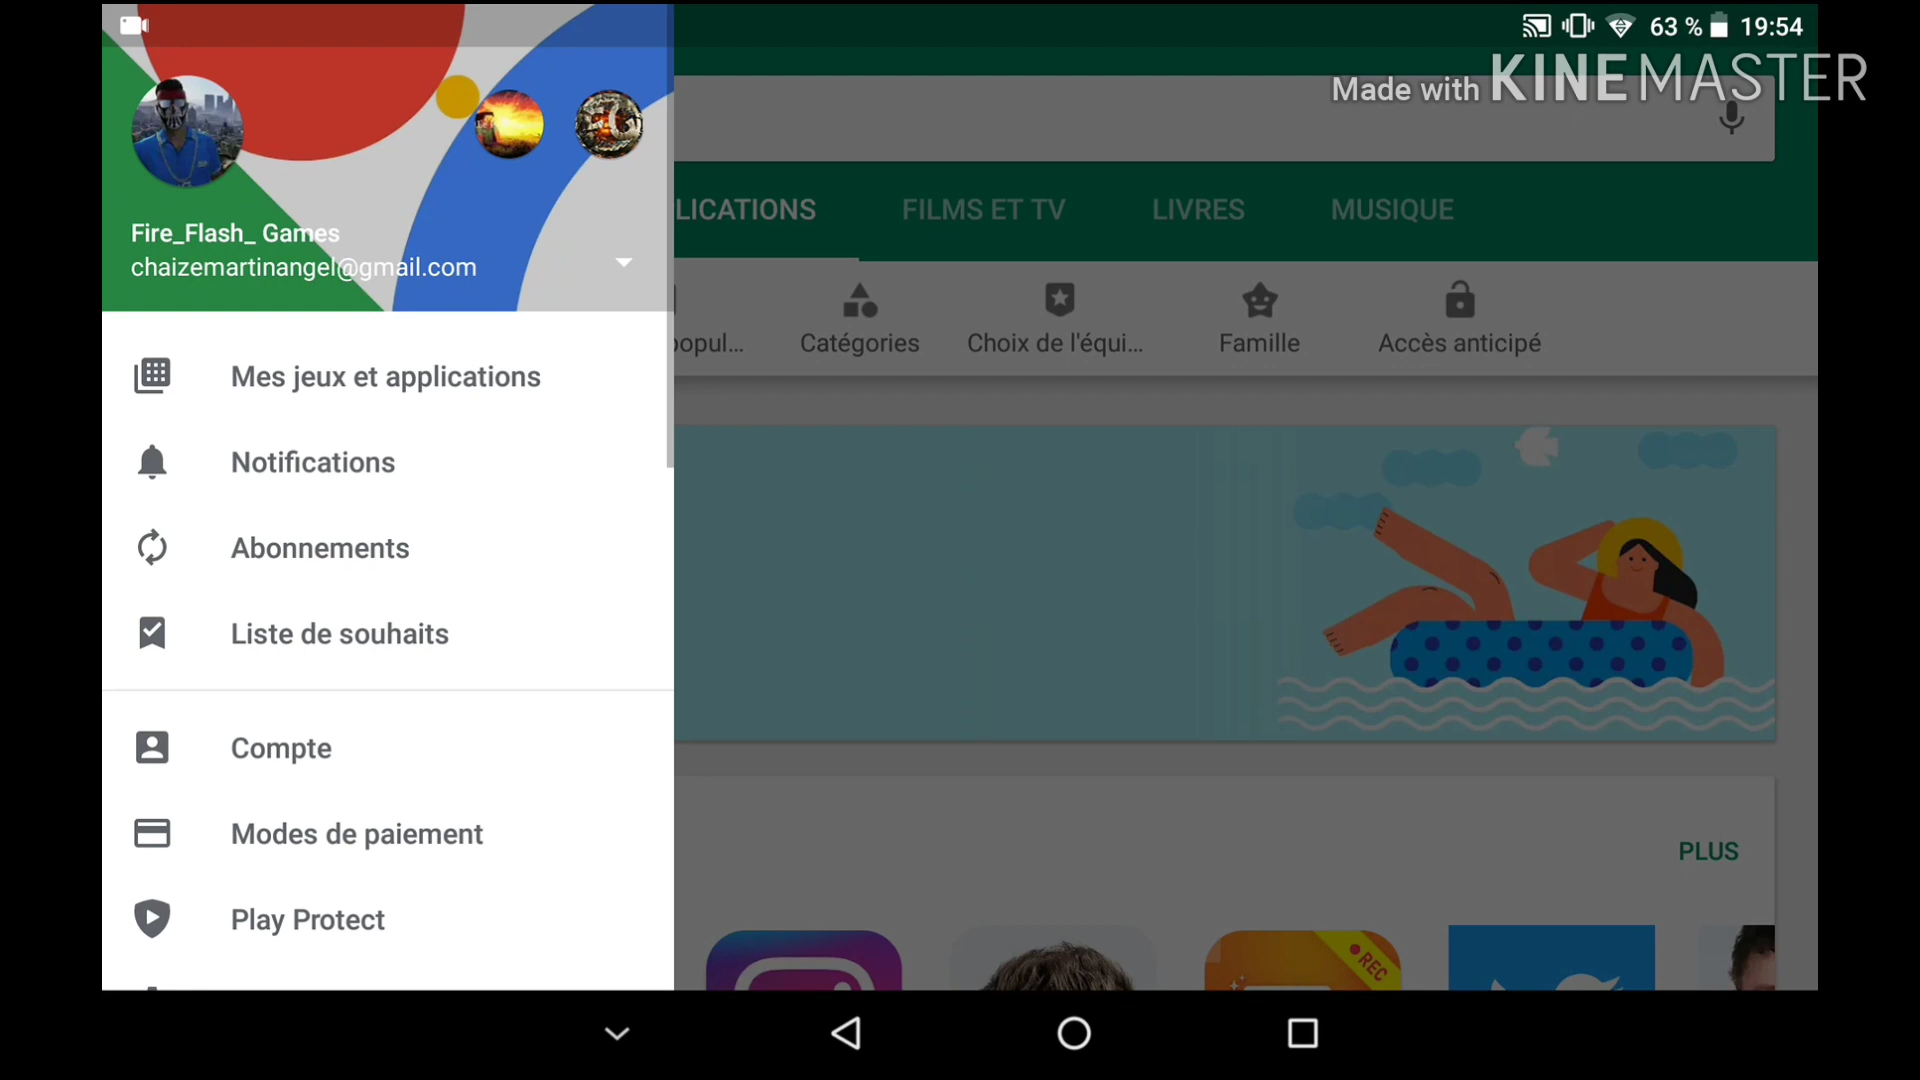 63 % 19:54
Made with KINEMASTER
Fire_Flash_ Games
chaizemartinangel@gmail.com
LICATIONS FILMS ET TV LIVRES MUSIQUE
popul... Catégories Choix de l'équi... Famille Accès anticipé
Mes jeux et applications
Notifications
Abonnements
Liste de souhaits
Compte
Modes de paiement
Play Protect
PLUS
REC